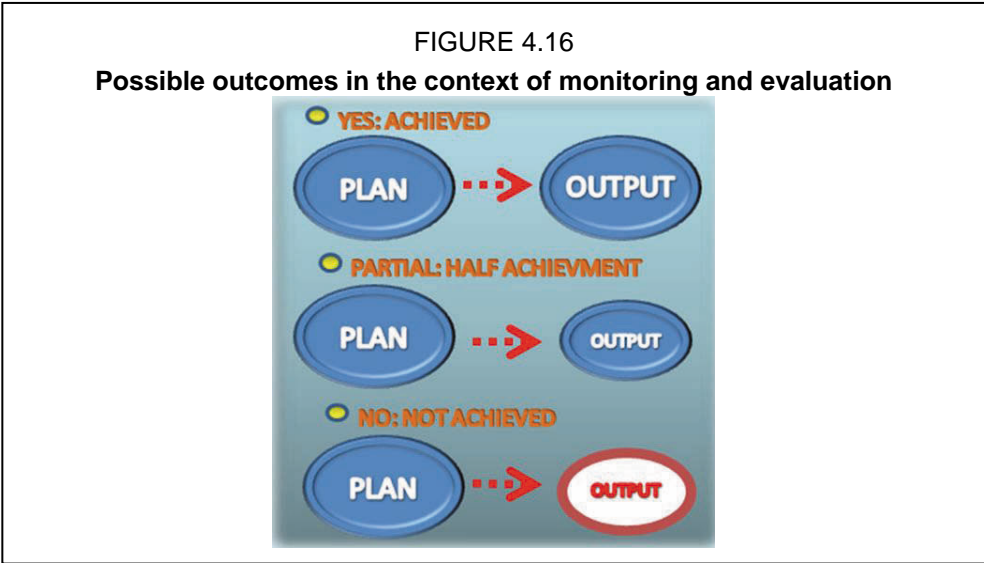 FIGURE 4.16
Possible outcomes in the context of monitoring and evaluation
YES: ACHIEVED
PLAN OUTPUT
PARTIAL: HALF ACHIEVMENT
PLAN OUTPUT
NO: NOT ACHIEVED
PLAN OUTPUT